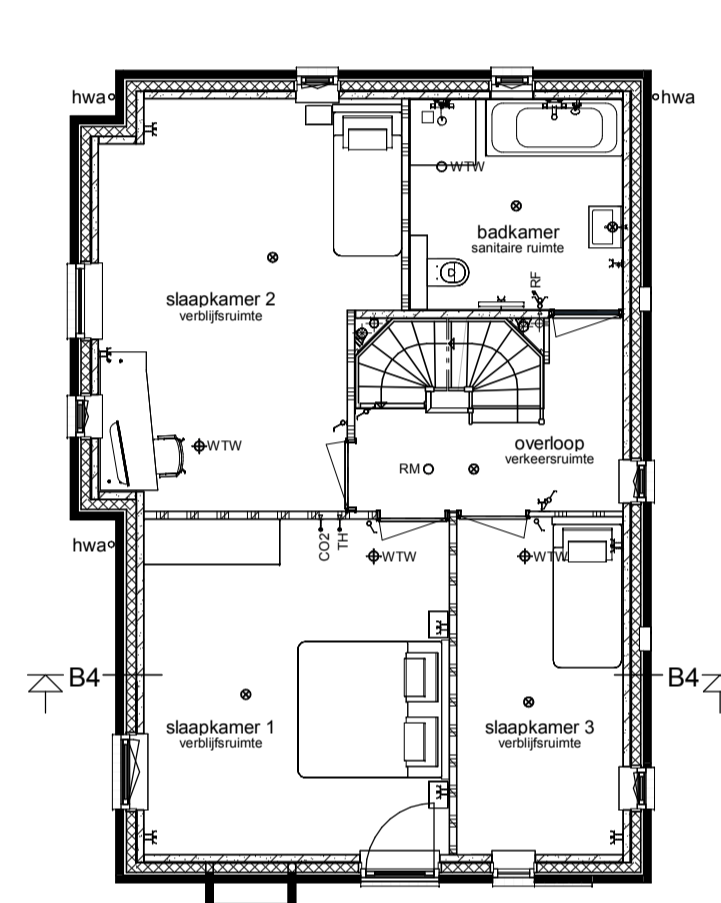 hwa
hwa
WTW
badkamer
sanitaire ruimte
RF
slaapkamer 2
verblijfsruimte
WTW
overloop
verkeersruimte
RM
hwa
CO2
TH
WTW
WTW
B4
B4
slaapkamer 1
verblijfsruimte
slaapkamer 3
verblijfsruimte